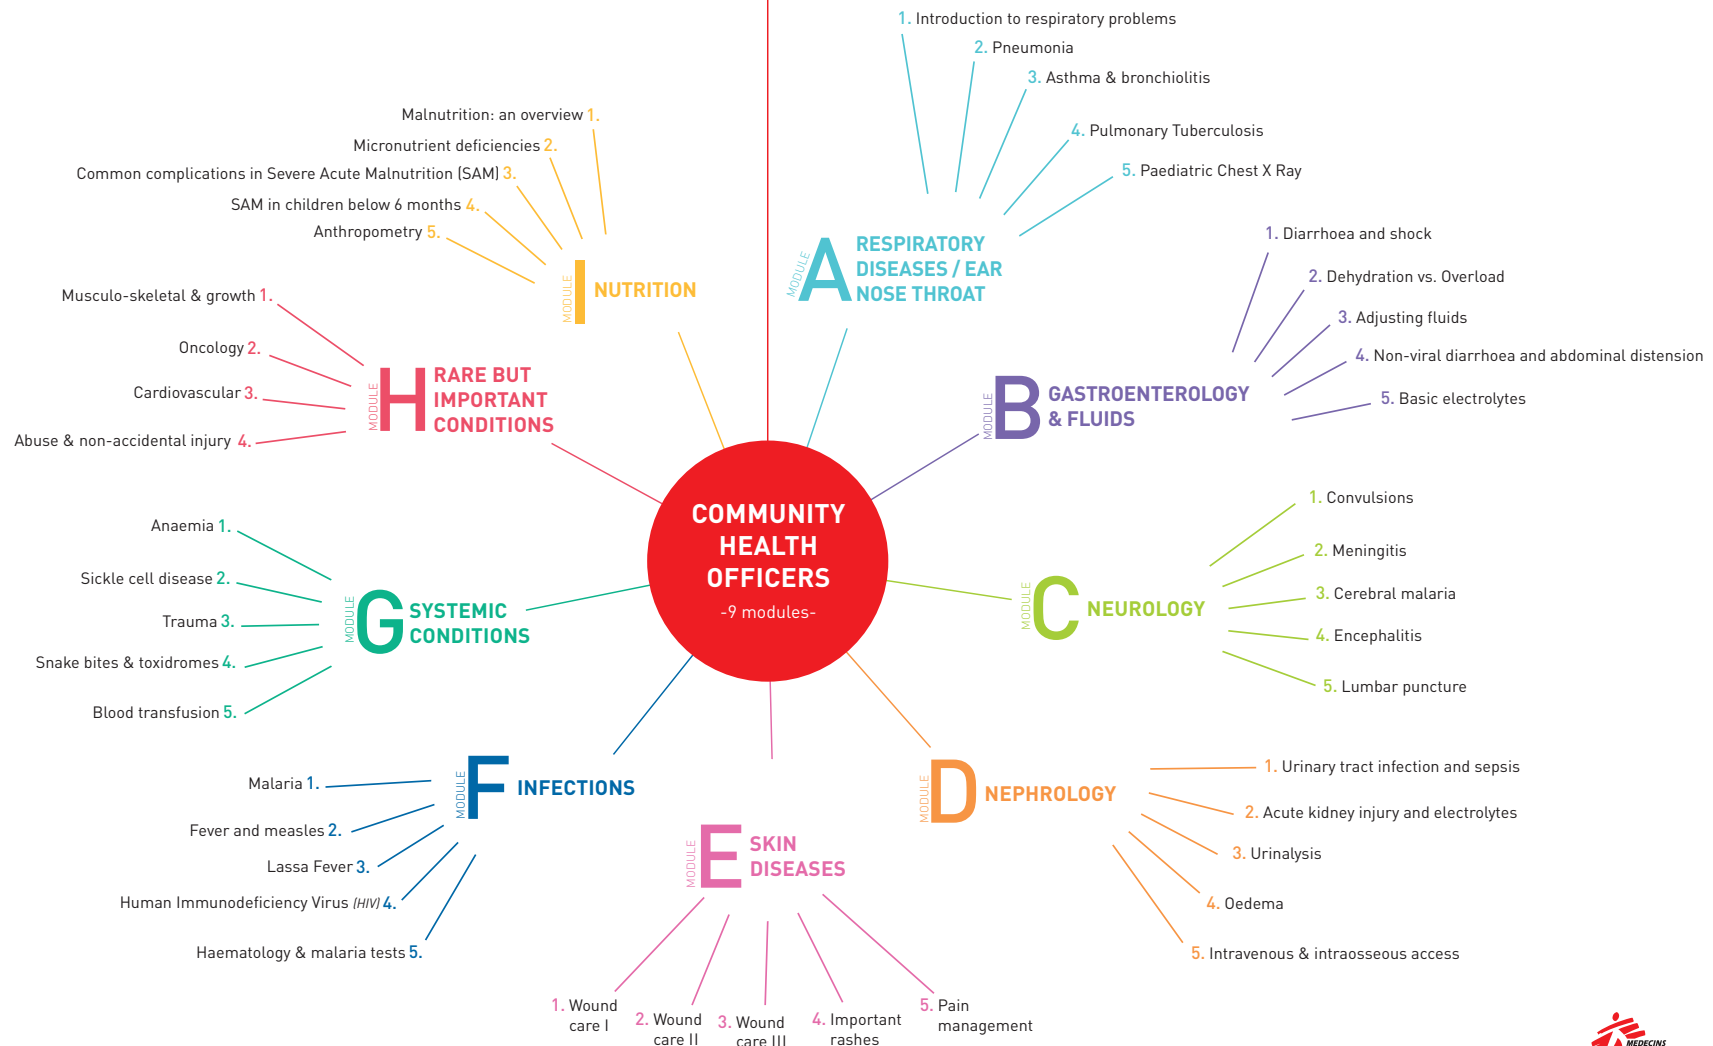 COMMUNITY
HEALTH
OFFICERS
-9 modules-
MODULE
A
RESPIRATORY
DISEASES / EAR
NOSE THROAT
1. Introduction to respiratory problems
2. Pneumonia
3. Asthma & bronchiolitis
4. Pulmonary Tuberculosis
5. Paediatric Chest X Ray
MODULE
B
GASTROENTEROLOGY
& FLUIDS
1. Diarrhoea and shock
2. Dehydration vs. Overload
3. Adjusting fluids
4. Non-viral diarrhoea and abdominal distension
5. Basic electrolytes
MODULE
C
NEUROLOGY
1. Convulsions
2. Meningitis
3. Cerebral malaria
4. Encephalitis
5. Lumbar puncture
MODULE
D
NEPHROLOGY
1. Urinary tract infection and sepsis
2. Acute kidney injury and electrolytes
3. Urinalysis
4. Oedema
5. Intravenous & intraosseous access
MODULE
E
SKIN
DISEASES
1. Wound
care I
2. Wound
care II
3. Wound
care III
4. Important
rashes
5. Pain
management
MODULE
F
INFECTIONS
Malaria 1.
Fever and measles 2.
Lassa Fever 3.
Human Immunodeficiency Virus (HIV) 4.
Haematology & malaria tests 5.
MODULE
G
SYSTEMIC
CONDITIONS
Anaemia 1.
Sickle cell disease 2.
Trauma 3.
Snake bites & toxidromes 4.
Blood transfusion 5.
MODULE
H
RARE BUT
IMPORTANT
CONDITIONS
Musculo-skeletal & growth 1.
Oncology 2.
Cardiovascular 3.
Abuse & non-accidental injury 4.
MODULE
I
NUTRITION
Malnutrition: an overview 1.
Micronutrient deficiencies 2.
Common complications in Severe Acute Malnutrition (SAM) 3.
SAM in children below 6 months 4.
Anthropometry 5.
MEDECINS